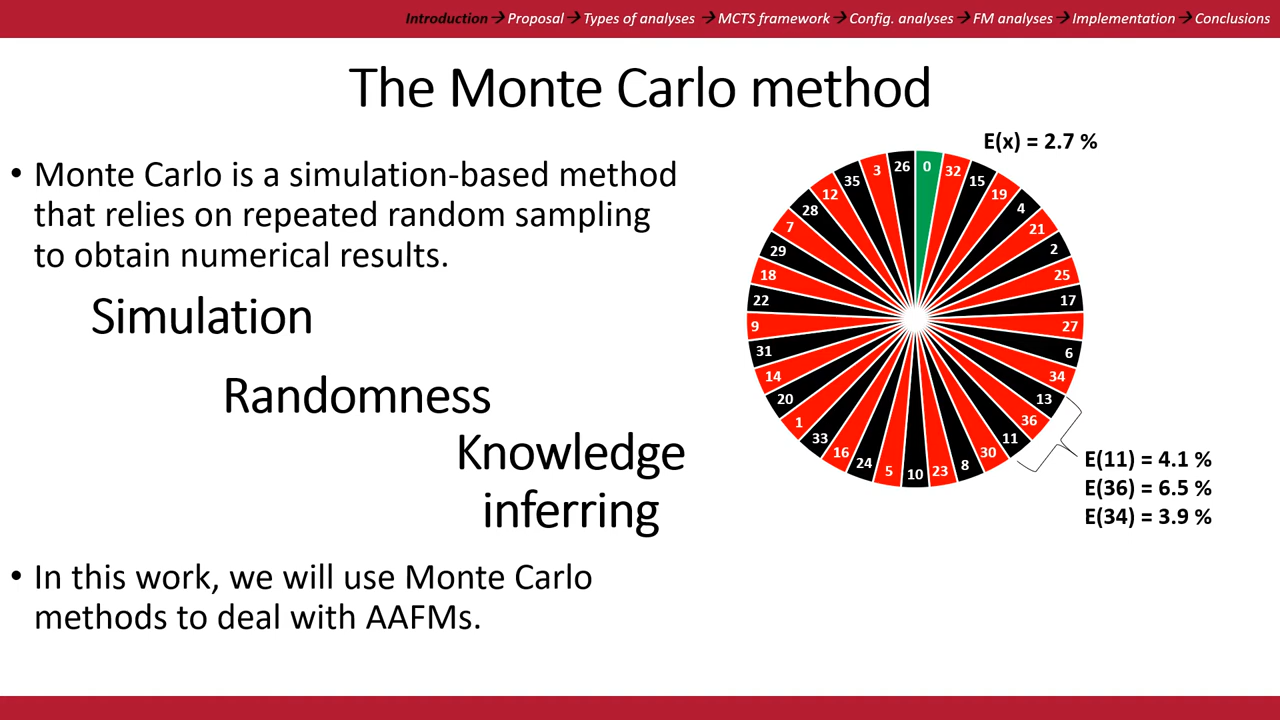 Introduction → Proposal → Types of analyses → MCTS framework → Config. analyses → FM analyses → Implementation → Conclusions
The Monte Carlo method
• Monte Carlo is a simulation-based method
that relies on repeated random sampling
to obtain numerical results.
Simulation
Randomness
Knowledge
inferring
• In this work, we will use Monte Carlo
methods to deal with AAFMs.
E(x) = 2.7 %
0
32
15
19
4
21
2
25
17
27
6
34
13
36
11
30
8
23
10
5
24
16
33
1
20
14
31
9
22
18
29
7
28
12
35
3
26
E(11) = 4.1 %
E(36) = 6.5 %
E(34) = 3.9 %